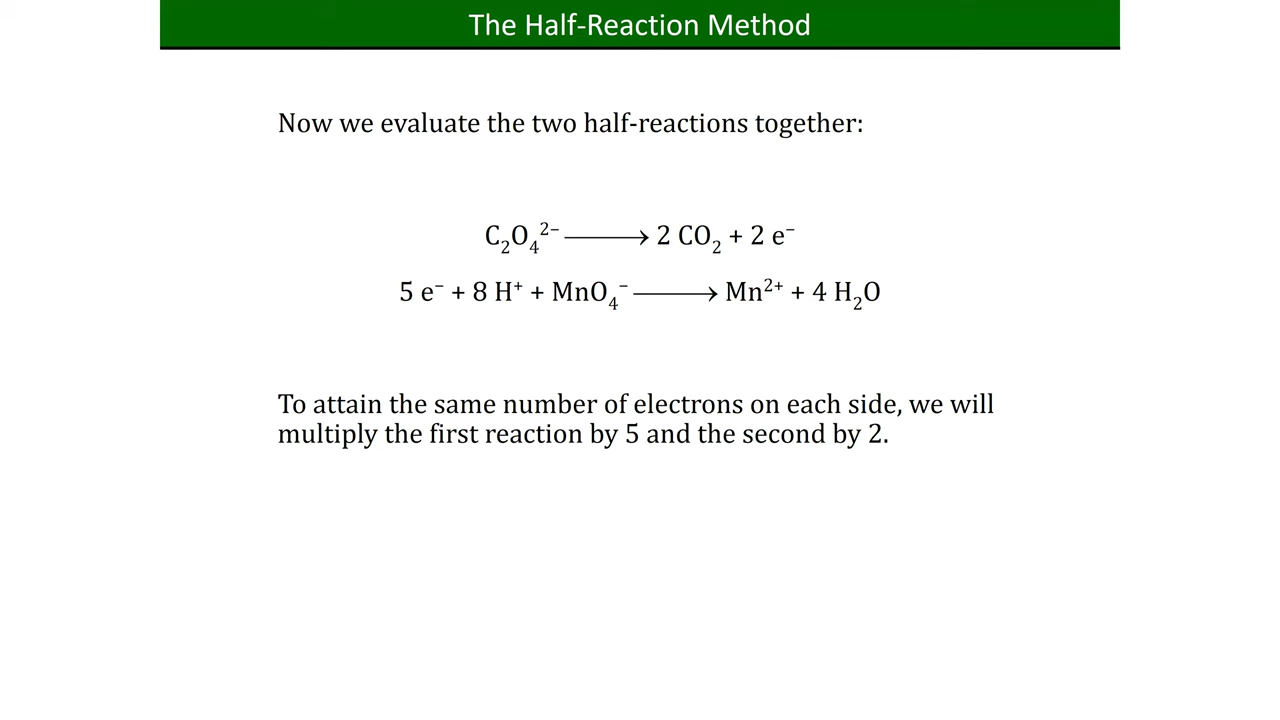 The Half-Reaction Method
Now we evaluate the two half-reactions together:
C₂O₄²⁻ ⟶ 2 CO₂ + 2 e⁻
5 e⁻ + 8 H⁺ + MnO₄⁻ ⟶ Mn²⁺ + 4 H₂O
To attain the same number of electrons on each side, we will
multiply the first reaction by 5 and the second by 2.